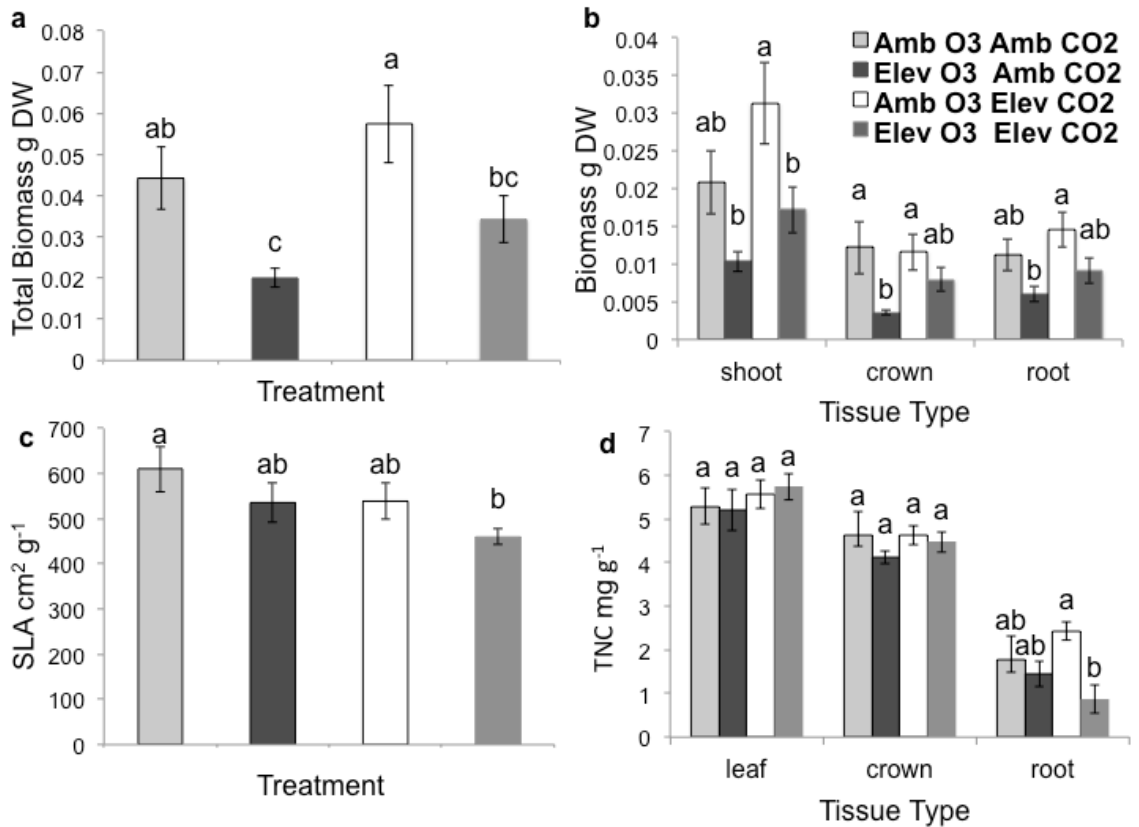 a
Total Biomass g DW
0.08
0.07
0.06
0.05
0.04
0.03
0.02
0.01
0
ab
c
a
bc
Treatment
b
Biomass g DW
0.04
0.035
0.03
0.025
0.02
0.015
0.01
0.005
0
Amb O3 Amb CO2
Elev O3 Amb CO2
Amb O3 Elev CO2
Elev O3 Elev CO2
ab
b
a
b
ab
b
a
ab
ab
b
a
ab
shoot crown root
Tissue Type
c
SLA cm² g⁻¹
700
600
500
400
300
200
100
0
a
ab
ab
b
Treatment
d
TNC mg g⁻¹
7
6
5
4
3
2
1
0
a
a
a
a
a
a
a
a
ab
ab
a
b
leaf crown root
Tissue Type